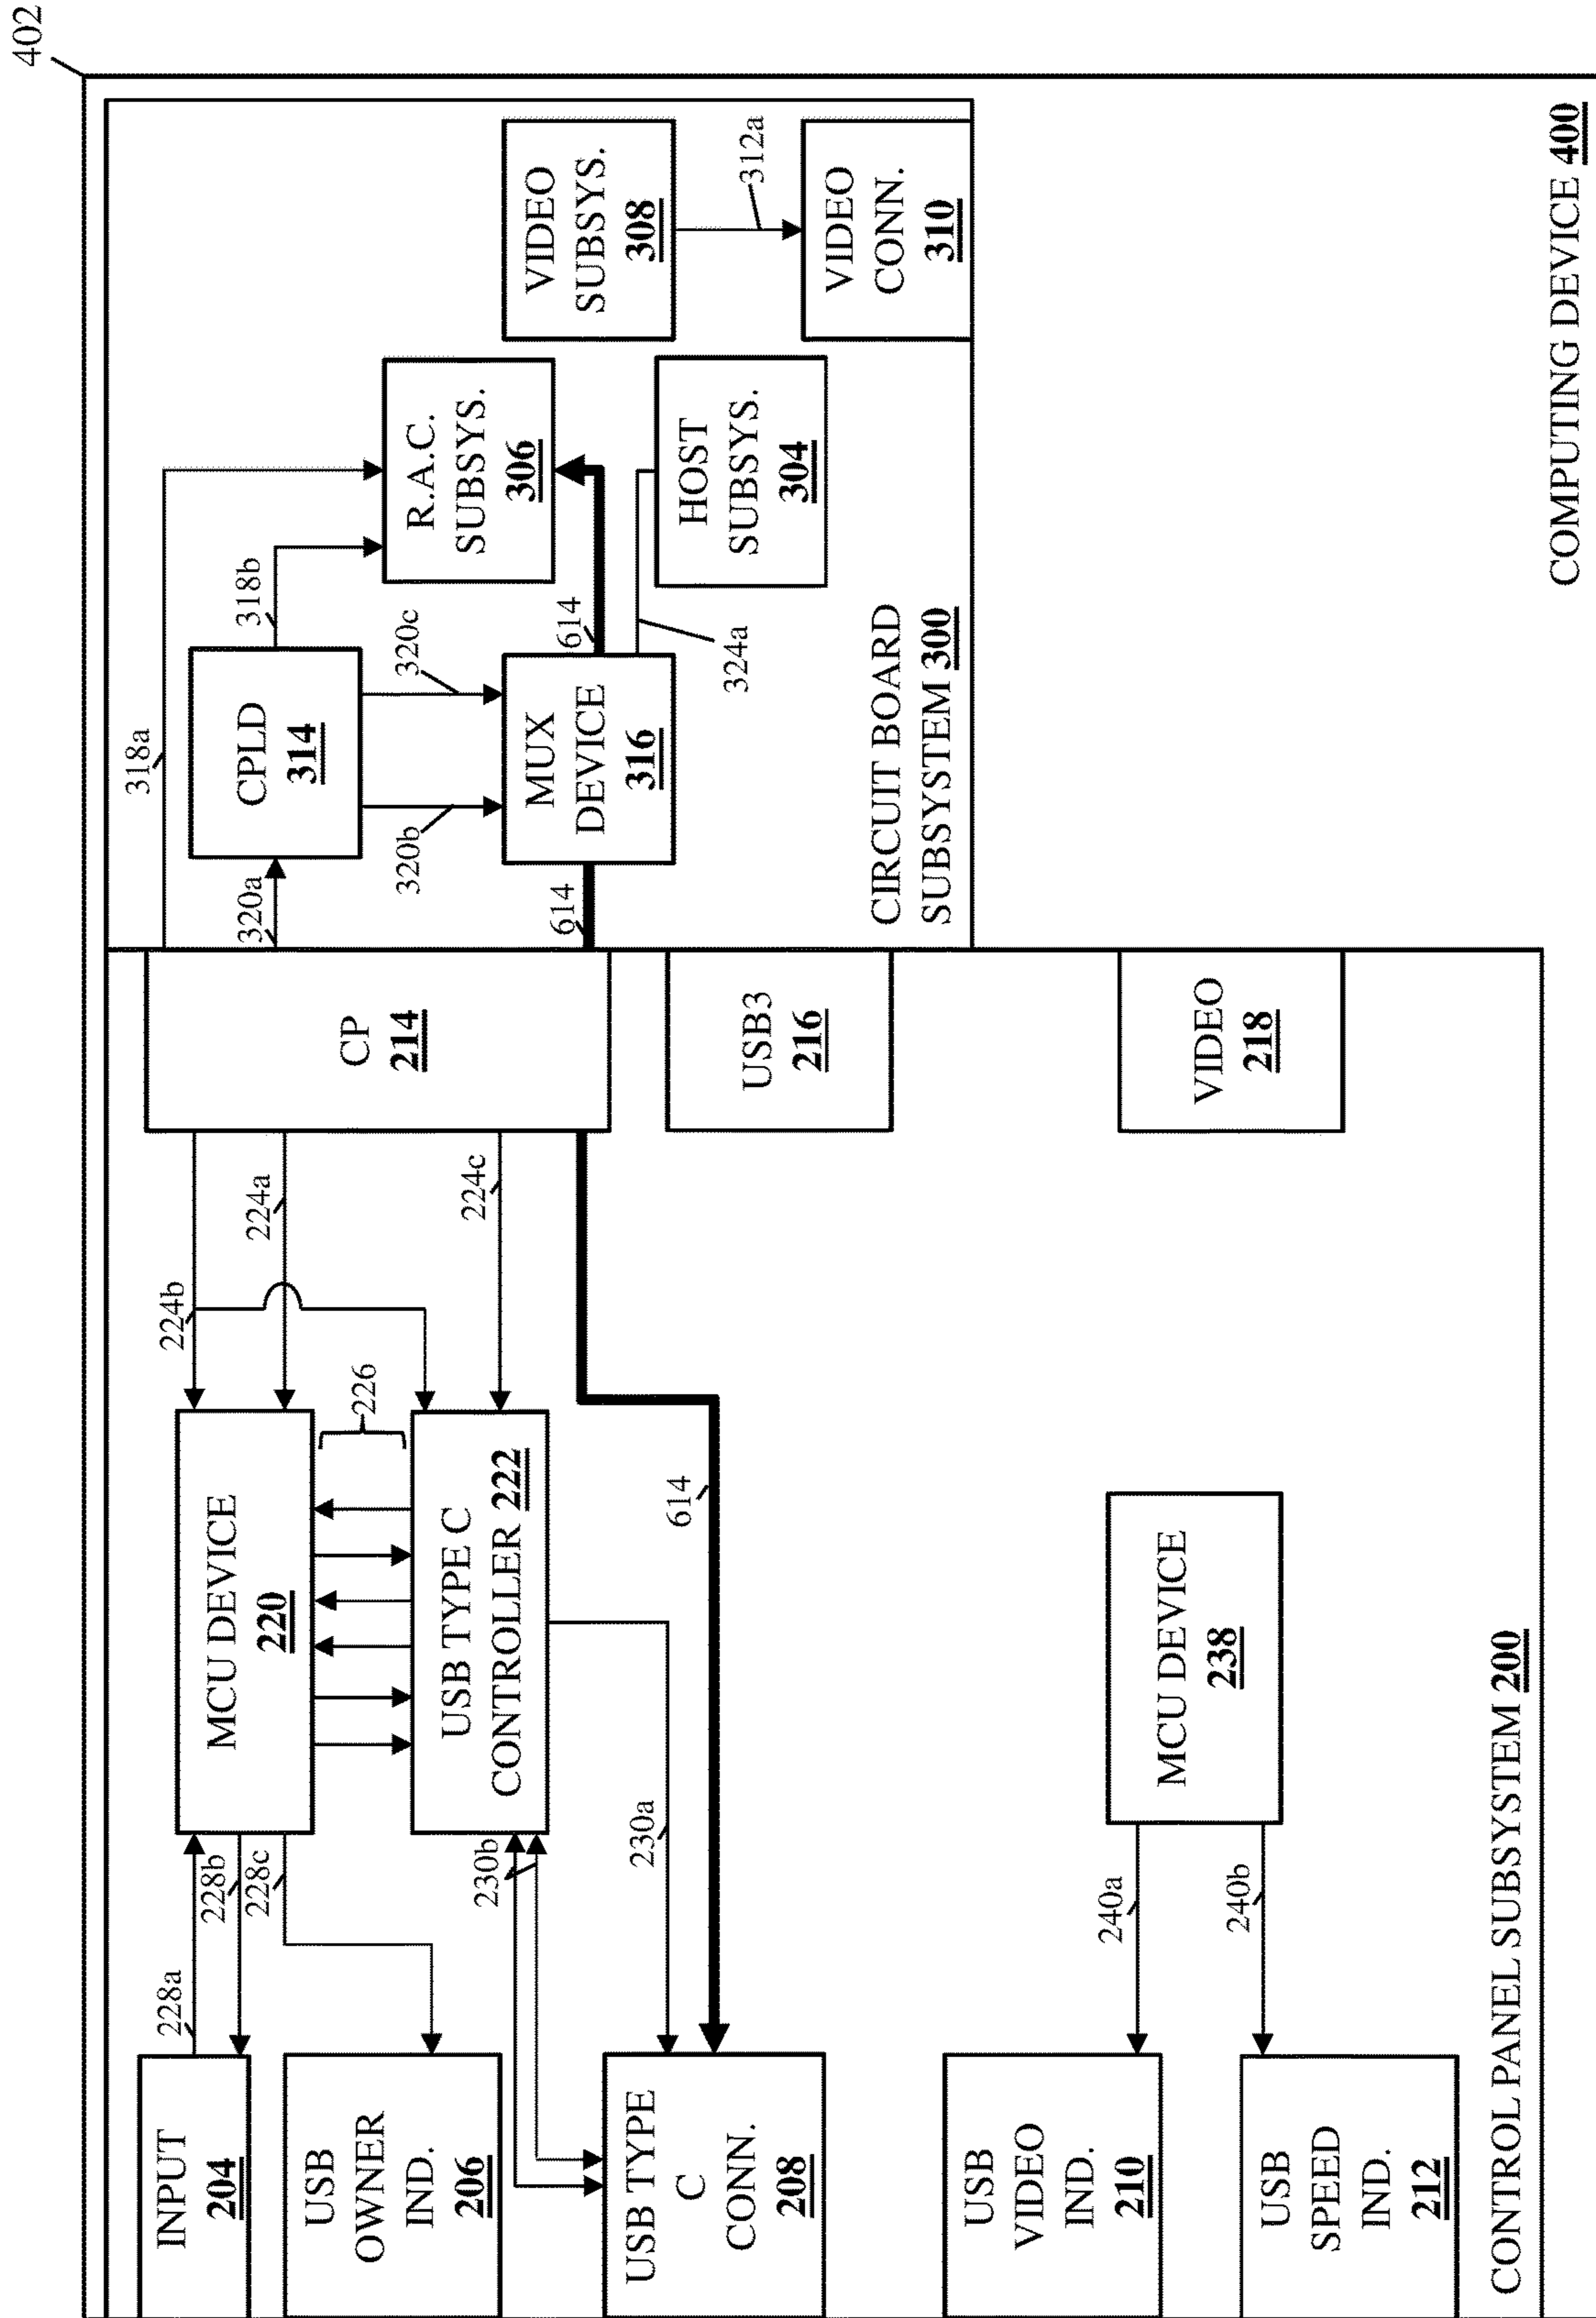 402
COMPUTING DEVICE 400
CIRCUIT BOARD
SUBSYSTEM 300
CONTROL PANEL SUBSYSTEM 200
INPUT
204
USB
OWNER
IND.
206
USB TYPE
C
CONN.
208
USB
VIDEO
IND.
210
USB
SPEED
IND.
212
228a
228b
228c
230b
230a
240a
240b
MCU DEVICE
220
USB TYPE C
CONTROLLER 222
226
MCU DEVICE
238
614
224b
224a
224c
CP
214
USB3
216
VIDEO
218
318a
320a
614
CPLD
314
318b
320b
320c
MUX
DEVICE
316
614
324a
R.A.C.
SUBSYS.
306
HOST
SUBSYS.
304
VIDEO
SUBSYS.
308
312a
VIDEO
CONN.
310